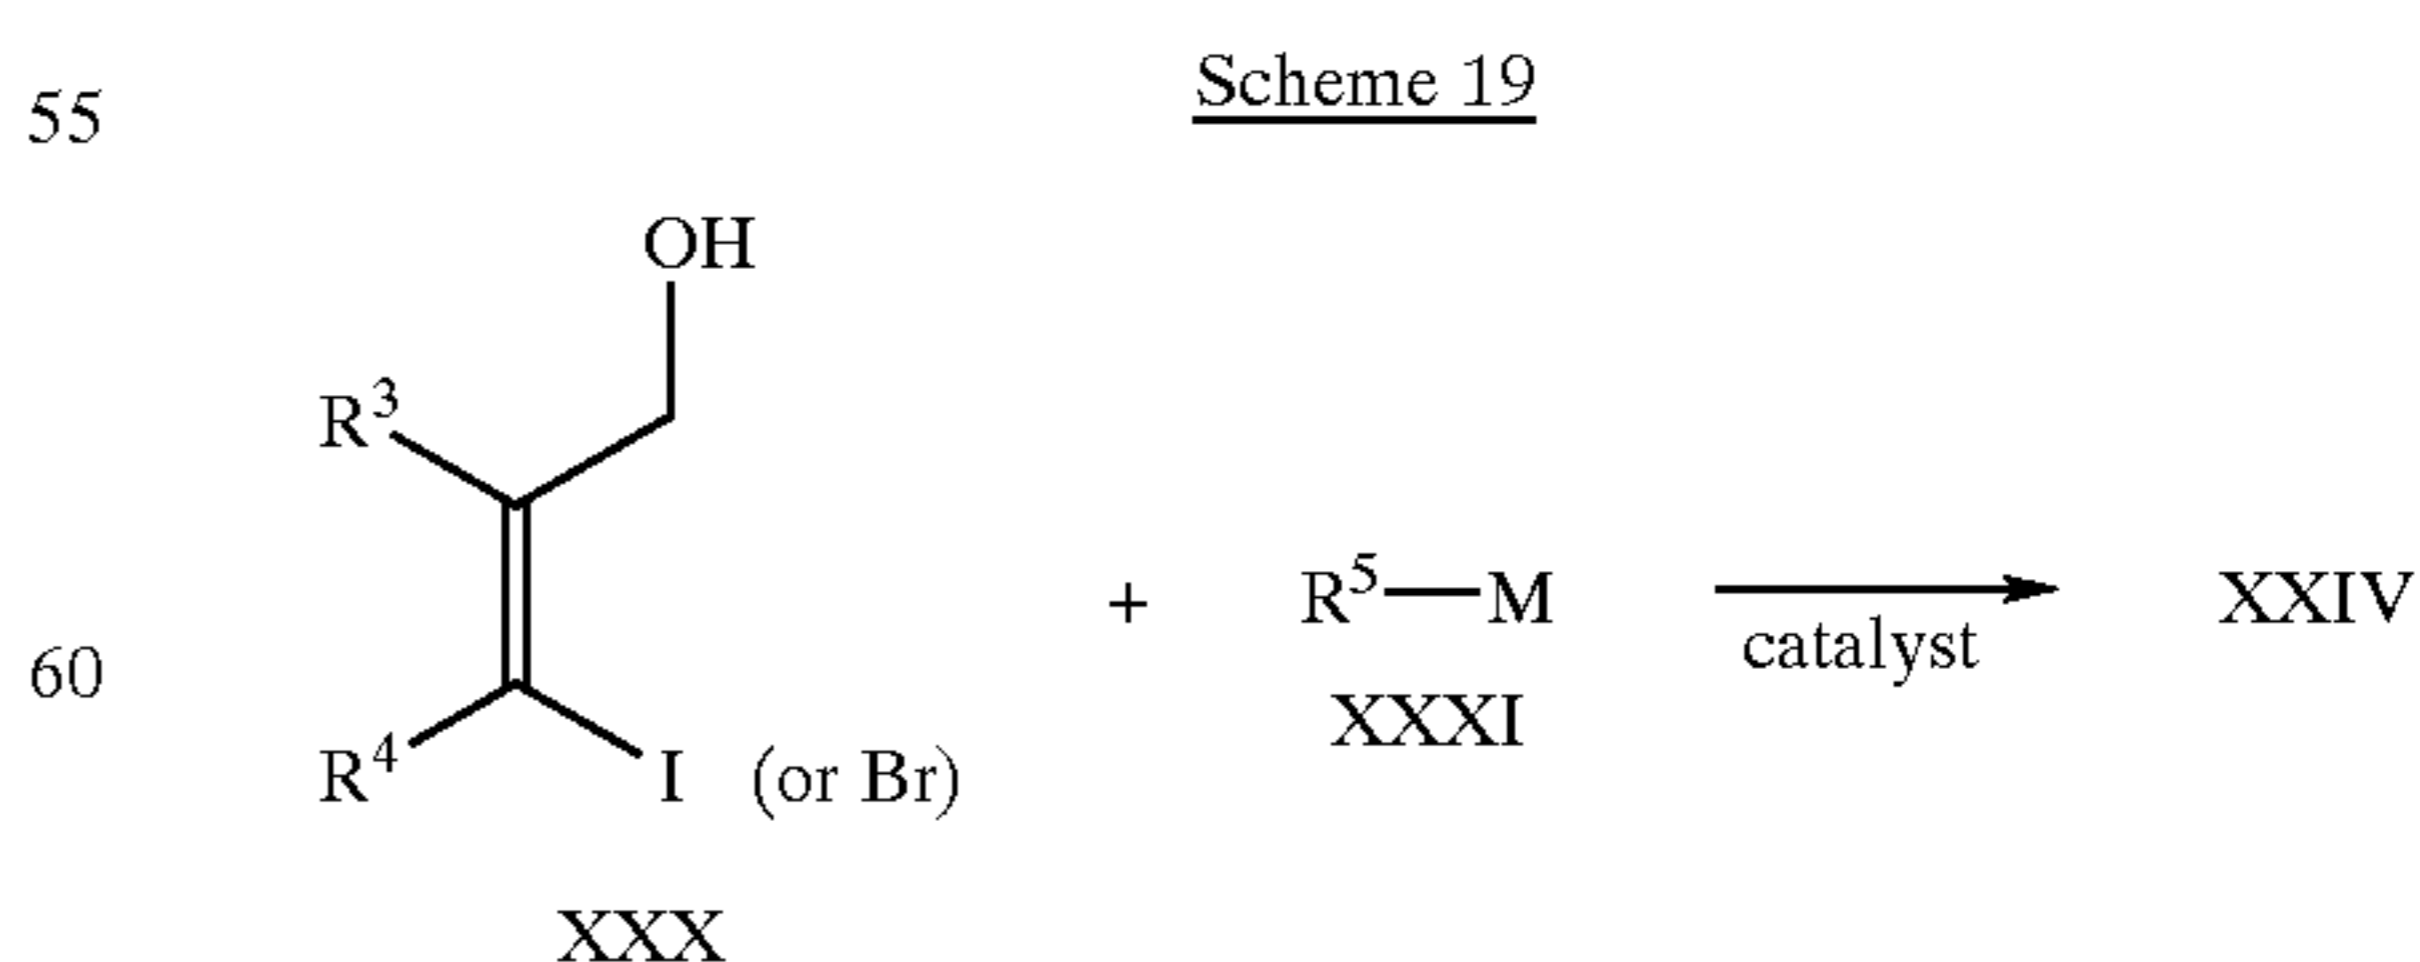 55
Scheme 19
OH
R³
60
R⁴ I (or Br)
+ R⁵—M
catalyst
XXIV
XXXI
XXX